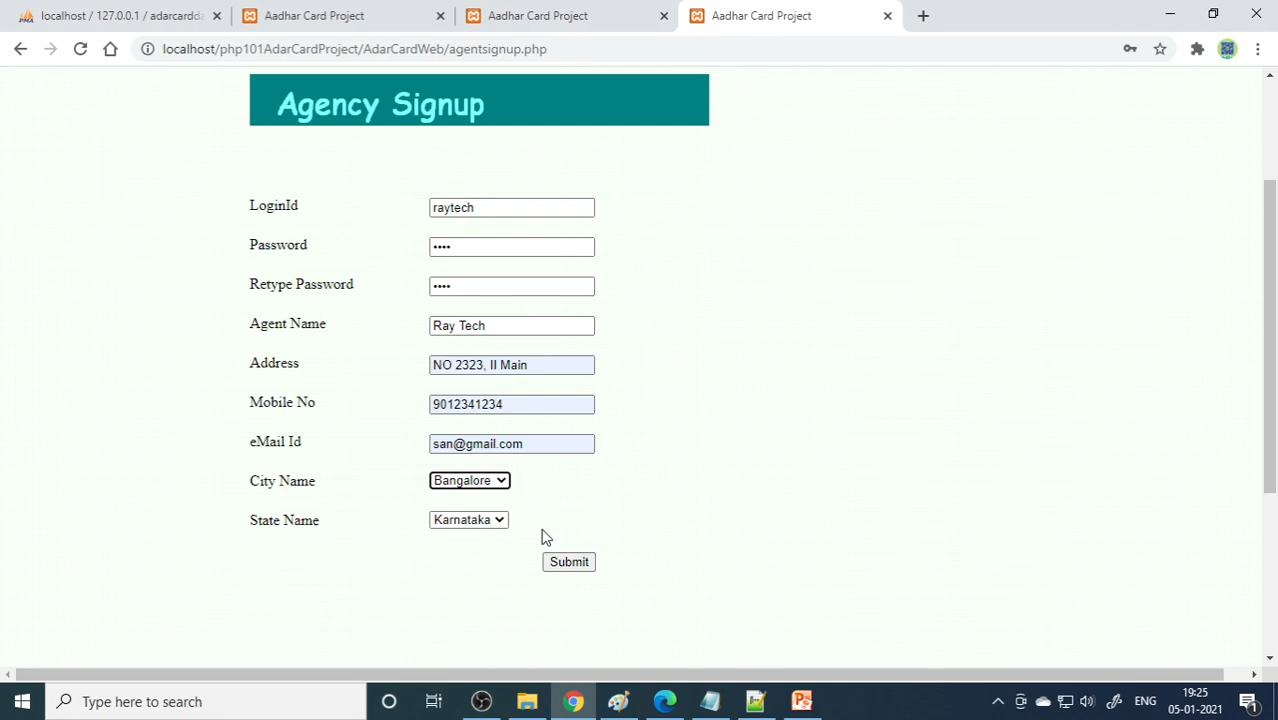 localhost / 127.0.0.1 / adarcardda
Aadhar Card Project
Aadhar Card Project
Aadhar Card Project
localhost/php101AdarCardProject/AdarCardWeb/agentsignup.php
Agency Signup
LoginId raytech
Password ••••
Retype Password ••••
Agent Name Ray Tech
Address NO 2323, II Main
Mobile No 9012341234
eMail Id san@gmail.com
City Name Bangalore
State Name Karnataka
Submit
Type here to search
ENG
19:25
05-01-2021
1